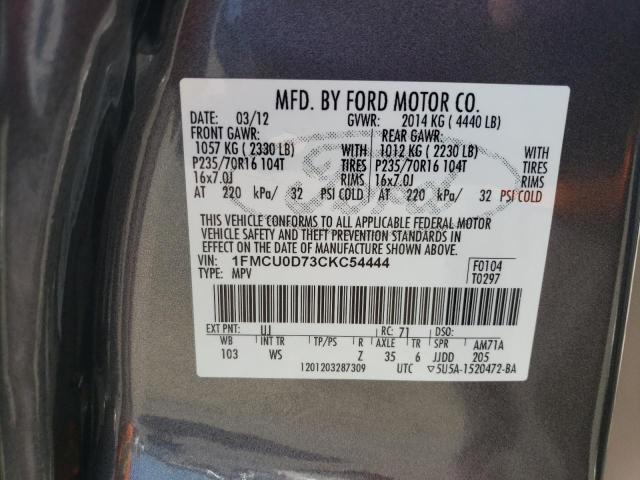 MFD. BY FORD MOTOR CO.
DATE: 03/12 GVWR: 2014 KG ( 4440 LB)
FRONT GAWR: REAR GAWR:
1057 KG ( 2330 LB) WITH 1012 KG ( 2230 LB) WITH
P235/70R16 104T TIRES P235/70R16 104T TIRES
16x7.0J RIMS 16x7.0J RIMS
AT 220 kPa/ 32 PSI COLD AT 220 kPa/ 32 PSI COLD
Ford
THIS VEHICLE CONFORMS TO ALL APPLICABLE FEDERAL MOTOR
VEHICLE SAFETY AND THEFT PREVENTION STANDARDS IN
EFFECT ON THE DATE OF MANUFACTURE SHOWN ABOVE.
VIN: 1FMCU0D73CKC54444 F0104
TYPE: MPV T0297
EXT PNT: UJ RC: 71 DSO:
WB INT TR TP/PS R AXLE TR SPR AM71A
103 WS Z 35 6 JJDD 205
1201203287309 UTC ▽5U5A-1520472-BA